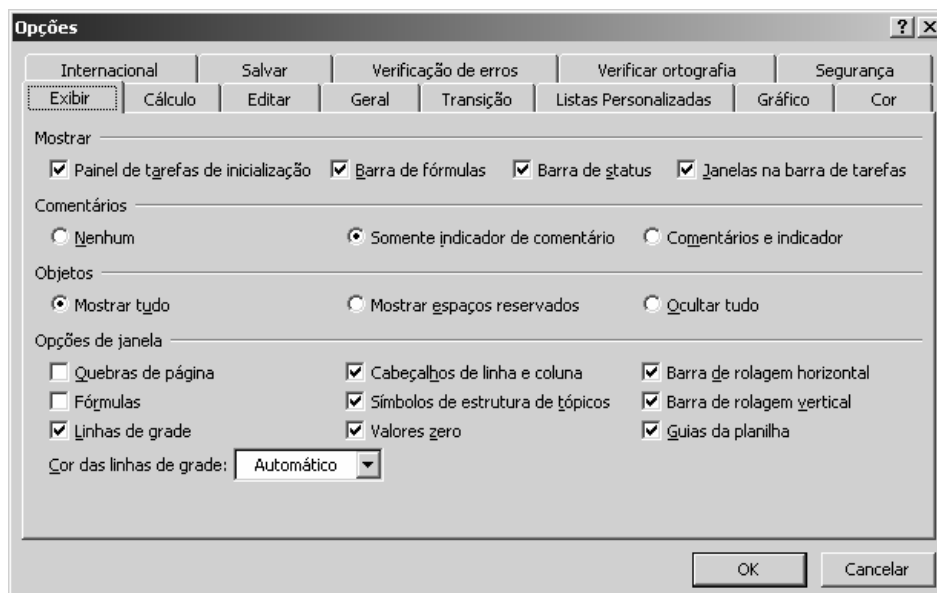 Opções
Internacional Salvar Verificação de erros Verificar ortografia Segurança
Exibir Cálculo Editar Geral Transição Listas Personalizadas Gráfico Cor
Mostrar
Painel de tarefas de inicialização Barra de fórmulas Barra de status Janelas na barra de tarefas
Comentários
Nenhum Somente indicador de comentário Comentários e indicador
Objetos
Mostrar tudo Mostrar espaços reservados Ocultar tudo
Opções de janela
Quebras de página Cabeçalhos de linha e coluna Barra de rolagem horizontal
Fórmulas Símbolos de estrutura de tópicos Barra de rolagem vertical
Linhas de grade Valores zero Guias da planilha
Cor das linhas de grade: Automático
OK Cancelar